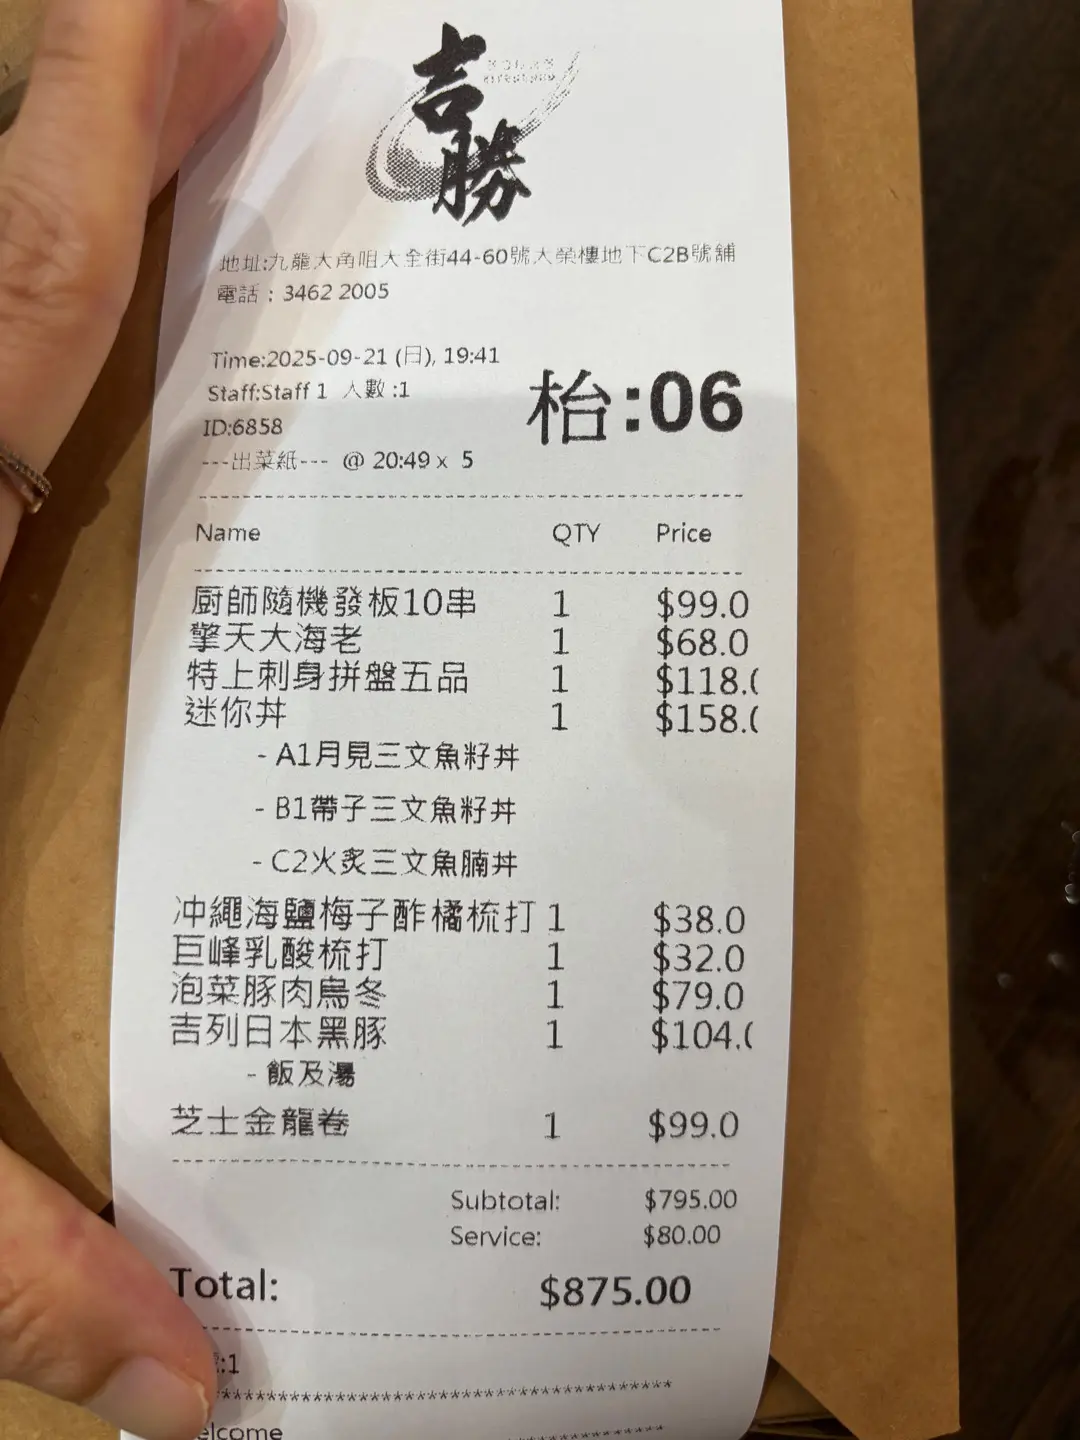 吉勝
地址:九龍大角咀大全街44-60號大榮樓地下C2B號舖
電話：3462 2005
Time:2025-09-21 (日), 19:41
Staff:Staff 1 人數 :1
枱:06
ID:6858
---出菜紙--- @ 20:49 x 5
Name QTY Price
厨師隨機發板10串 1 $99.0
擎天大海老 1 $68.0
特上刺身拼盤五品 1 $118.(
迷你丼 1 $158.(
- A1月見三文魚籽丼
- B1帶子三文魚籽丼
- C2火炙三文魚腩丼
冲繩海鹽梅子酢橘梳打 1 $38.0
巨峰乳酸梳打 1 $32.0
泡菜豚肉烏冬 1 $79.0
吉列日本黑豚 1 $104.(
- 飯及湯
芝士金龍卷 1 $99.0
Subtotal: $795.00
Service: $80.00
Total: $875.00
:1
elcome